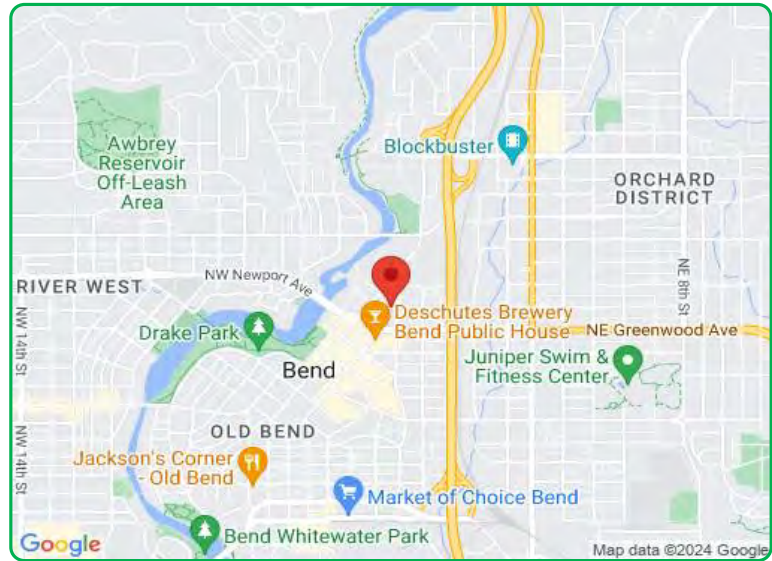 Awbrey
Reservoir
Off-Leash
Area
Blockbuster
ORCHARD
DISTRICT
RIVER WEST
NW Newport Ave
NE 8th St
Deschutes Brewery
Bend Public House
NE Greenwood Ave
Drake Park
NW 14th St
Bend
Juniper Swim &
Fitness Center
OLD BEND
NW 14th St
Jackson's Corner
- Old Bend
Market of Choice Bend
Bend Whitewater Park
Google
Map data ©2024 Google